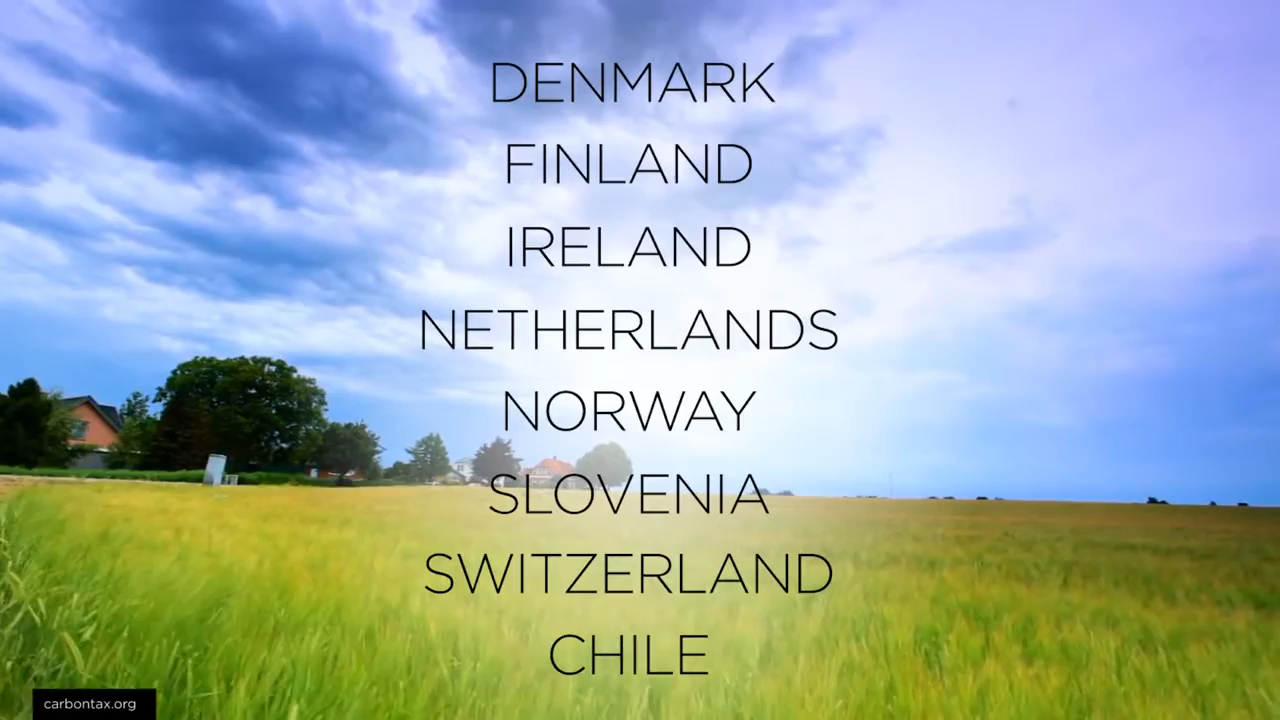 DENMARK
FINLAND
IRELAND
NETHERLANDS
NORWAY
SLOVENIA
SWITZERLAND
CHILE
carbontax.org